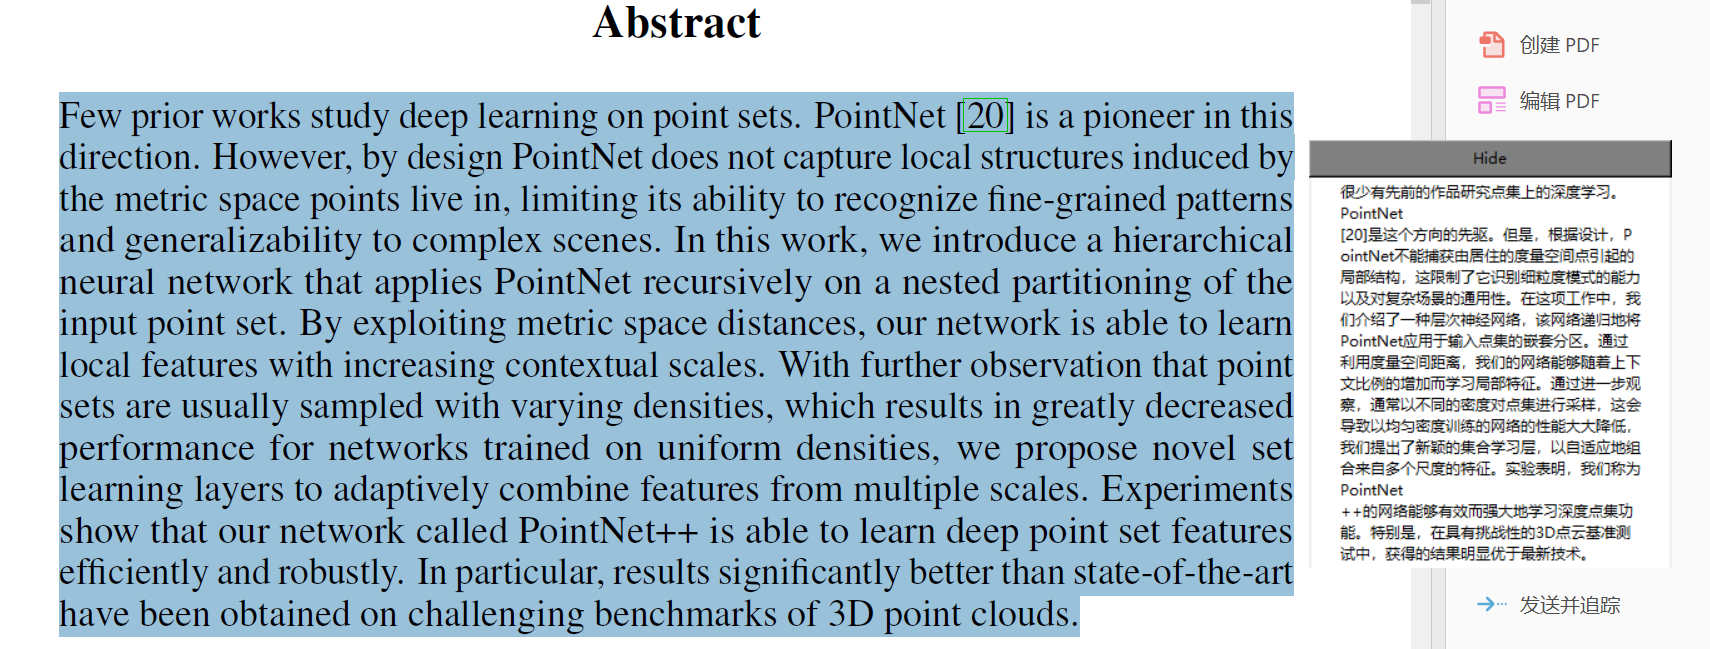 Abstract
Few prior works study deep learning on point sets. PointNet [20] is a pioneer in this
direction. However, by design PointNet does not capture local structures induced by
the metric space points live in, limiting its ability to recognize fine-grained patterns
and generalizability to complex scenes. In this work, we introduce a hierarchical
neural network that applies PointNet recursively on a nested partitioning of the
input point set. By exploiting metric space distances, our network is able to learn
local features with increasing contextual scales. With further observation that point
sets are usually sampled with varying densities, which results in greatly decreased
performance for networks trained on uniform densities, we propose novel set
learning layers to adaptively combine features from multiple scales. Experiments
show that our network called PointNet++ is able to learn deep point set features
efficiently and robustly. In particular, results significantly better than state-of-the-art
have been obtained on challenging benchmarks of 3D point clouds.
创建 PDF
编辑 PDF
Hide
很少有先前的作品研究点集上的深度学习。
PointNet
[20]是这个方向的先驱。但是，根据设计，P
ointNet不能捕获由居住的度量空间点引起的
局部结构，这限制了它识别细粒度模式的能力
以及对复杂场景的通用性。在这项工作中，我
们介绍了一种层次神经网络，该网络递归地将
PointNet应用于输入点集的嵌套分区。通过
利用度量空间距离，我们的网络能够随着上下
文比例的增加而学习局部特征。通过进一步观
察，通常以不同的密度对点集进行采样，这会
导致以均匀密度训练的网络的性能大大降低，
我们提出了新颖的集合学习层，以自适应地组
合来自多个尺度的特征。实验表明，我们称为
PointNet
++的网络能够有效而强大地学习深度点集功
能。特别是，在具有挑战性的3D点云基准测
试中，获得的结果明显优于最新技术。
发送并追踪